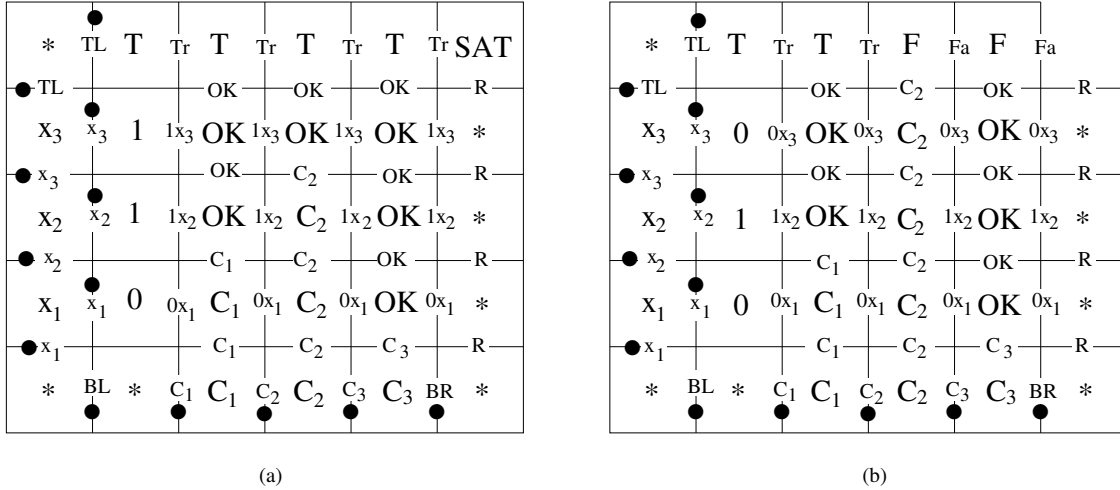 * TL T Tr T Tr T Tr T Tr SAT
TL OK OK OK R
x3 x3 1 1x3 OK 1x3 OK 1x3 OK 1x3 *
x3 OK C2 OK R
x2 x2 1 1x2 OK 1x2 C2 1x2 OK 1x2 *
x2 C1 C2 OK R
x1 x1 0 0x1 C1 0x1 C2 0x1 OK 0x1 *
x1 C1 C2 C3 R
* BL * C1 C1 C2 C2 C3 C3 BR *
(a)
* TL T Tr T Tr F Fa F Fa
TL OK C2 OK R
x3 x3 0 0x3 OK 0x3 C2 0x3 OK 0x3 *
x3 OK C2 OK R
x2 x2 1 1x2 OK 1x2 C2 1x2 OK 1x2 *
x2 C1 C2 OK R
x1 x1 0 0x1 C1 0x1 C2 0x1 OK 0x1 *
x1 C1 C2 C3 R
* BL * C1 C1 C2 C2 C3 C3 BR *
(b)